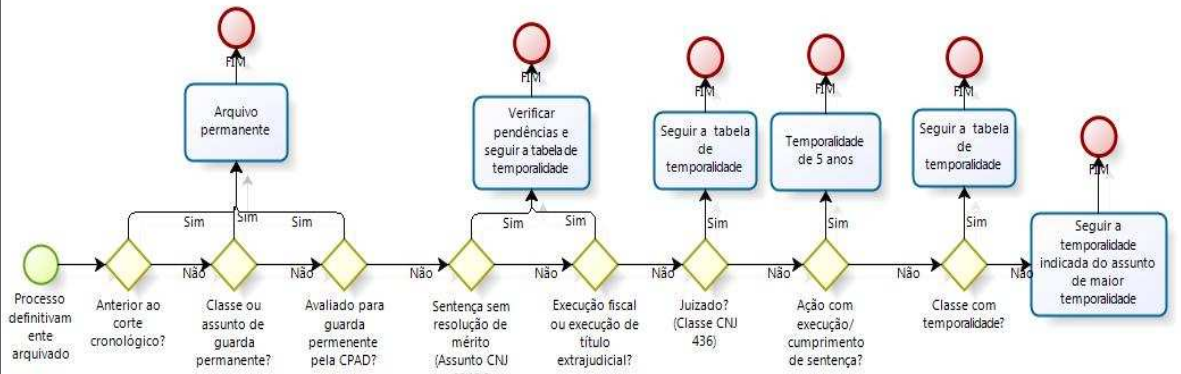 FIM
Arquivo
permanente
Sim
Sim
Sim
FIM
Verificar
pendências e
seguir a tabela de
temporalidade
Sim
Sim
FIM
Seguir a tabela
de
temporalidade
Sim
FIM
Temporalidade
de 5 anos
Sim
FIM
Seguir a tabela
de
temporalidade
Sim
FIM
Seguir a
temporalidade
indicada do assunto
de maior
temporalidade
Processo
definitivam
ente
arquivado
Anterior ao
corte
cronológico?
Não
Classe ou
assunto de
guarda
permanente?
Não
Avaliado para
guarda
permenente
pela CPAD?
Não
Sentença sem
resolução de
mérito
(Assunto CNJ
Não
Execução fiscal
ou execução de
título
extrajudicial?
Não
Juizado?
(Classe CNJ
436)
Não
Ação com
execução/
cumprimento
de sentença?
Não
Classe com
temporalidade?
Não